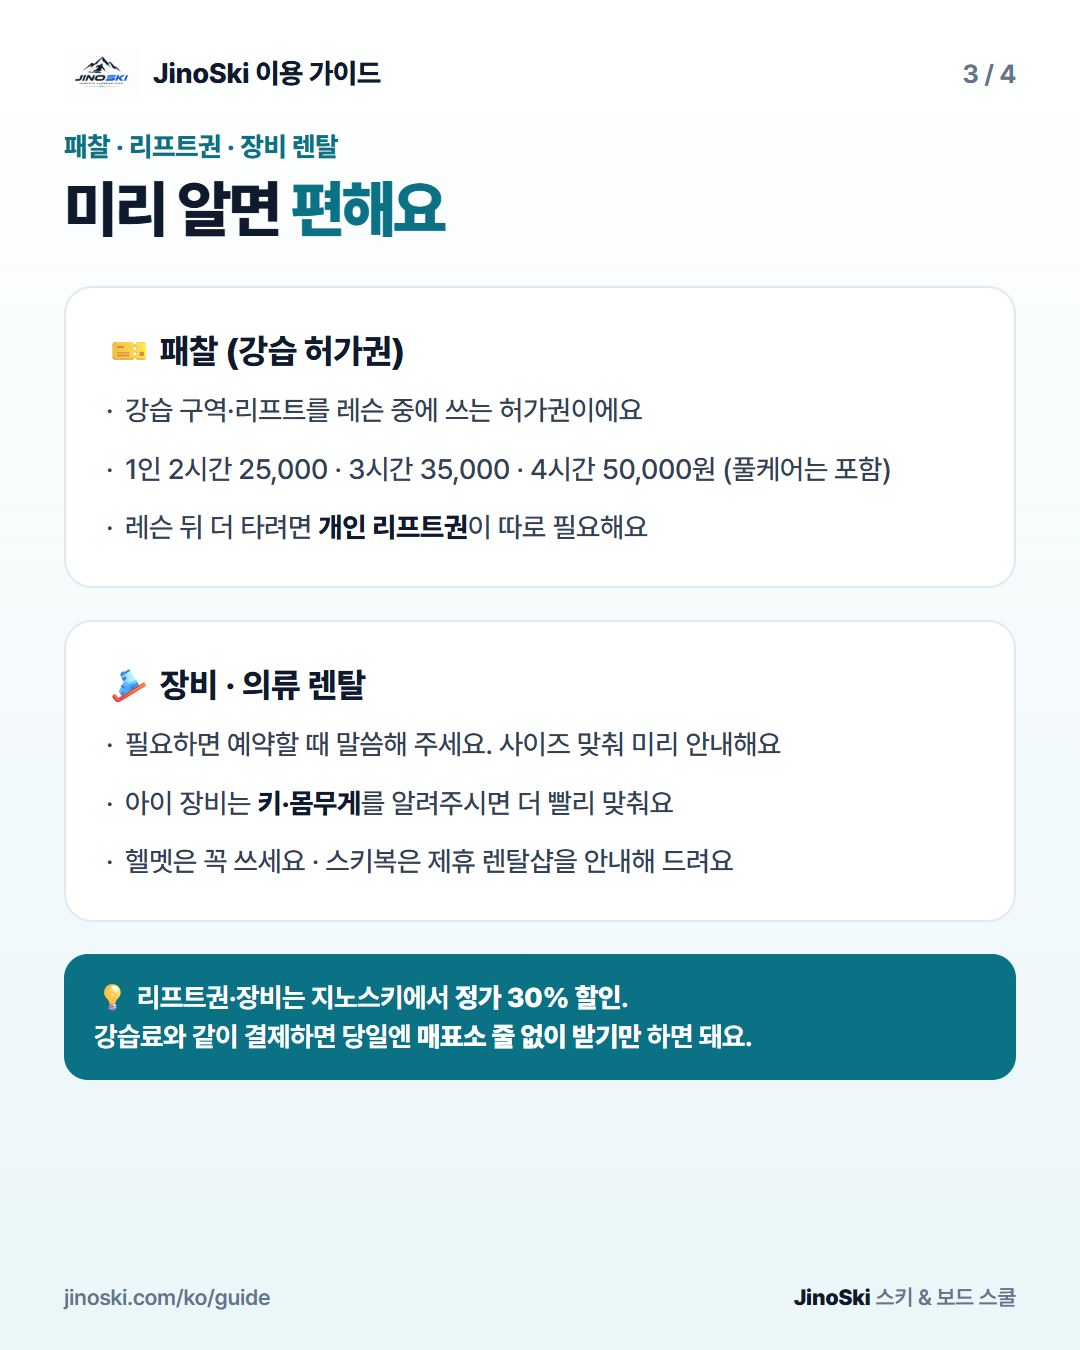 JINOSKI
JinoSki 이용 가이드
3 / 4
패찰 · 리프트권 · 장비 렌탈
미리 알면 편해요
🎫 패찰 (강습 허가권)
· 강습 구역·리프트를 레슨 중에 쓰는 허가권이에요
· 1인 2시간 25,000 · 3시간 35,000 · 4시간 50,000원 (풀케어는 포함)
· 레슨 뒤 더 타려면 개인 리프트권이 따로 필요해요
🎿 장비 · 의류 렌탈
· 필요하면 예약할 때 말씀해 주세요. 사이즈 맞춰 미리 안내해요
· 아이 장비는 키·몸무게를 알려주시면 더 빨리 맞춰요
· 헬멧은 꼭 쓰세요 · 스키복은 제휴 렌탈샵을 안내해 드려요
💡 리프트권·장비는 지노스키에서 정가 30% 할인.
강습료와 같이 결제하면 당일엔 매표소 줄 없이 받기만 하면 돼요.
jinoski.com/ko/guide
JinoSki 스키 & 보드 스쿨